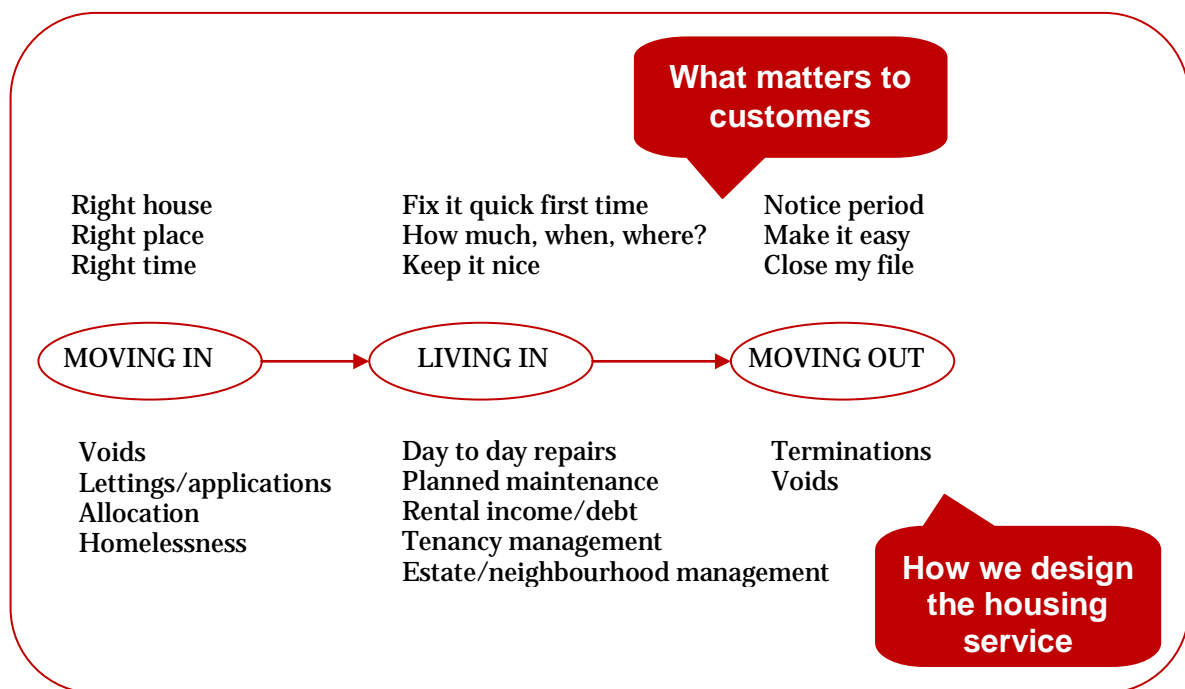 What matters to
customers
Right house
Right place
Right time
Fix it quick first time
How much, when, where?
Keep it nice
Notice period
Make it easy
Close my file
MOVING IN
LIVING IN
MOVING OUT
Voids
Lettings/applications
Allocation
Homelessness
Day to day repairs
Planned maintenance
Rental income/debt
Tenancy management
Estate/neighbourhood management
Terminations
Voids
How we design
the housing
service